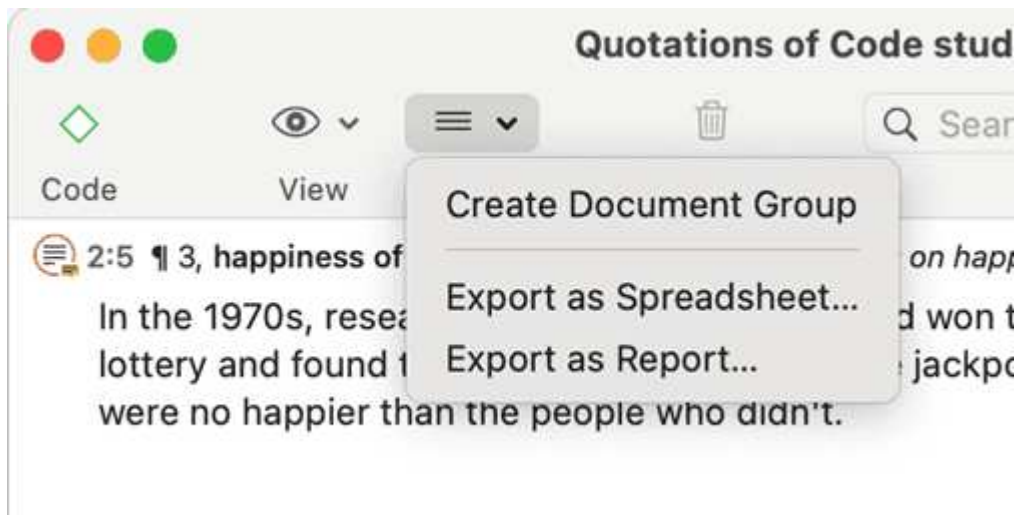 Quotations of Code stud
Code
View
Sear
Create Document Group
Export as Spreadsheet...
Export as Report...
2:5 ¶ 3, happiness of
on happ
In the 1970s, resea
d won t
lottery and found t
jackpo
were no happier than the people who didn't.